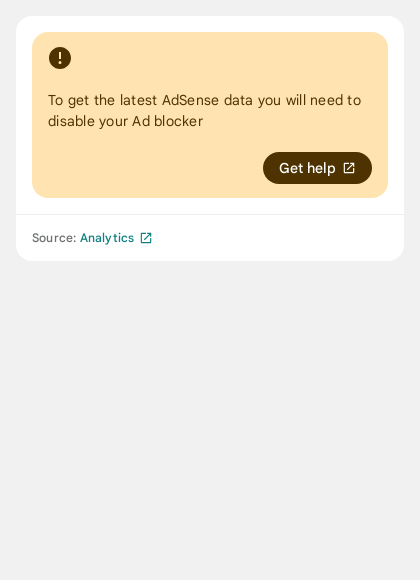 To get the latest AdSense data you will need to
disable your Ad blocker
Get help
Source: Analytics